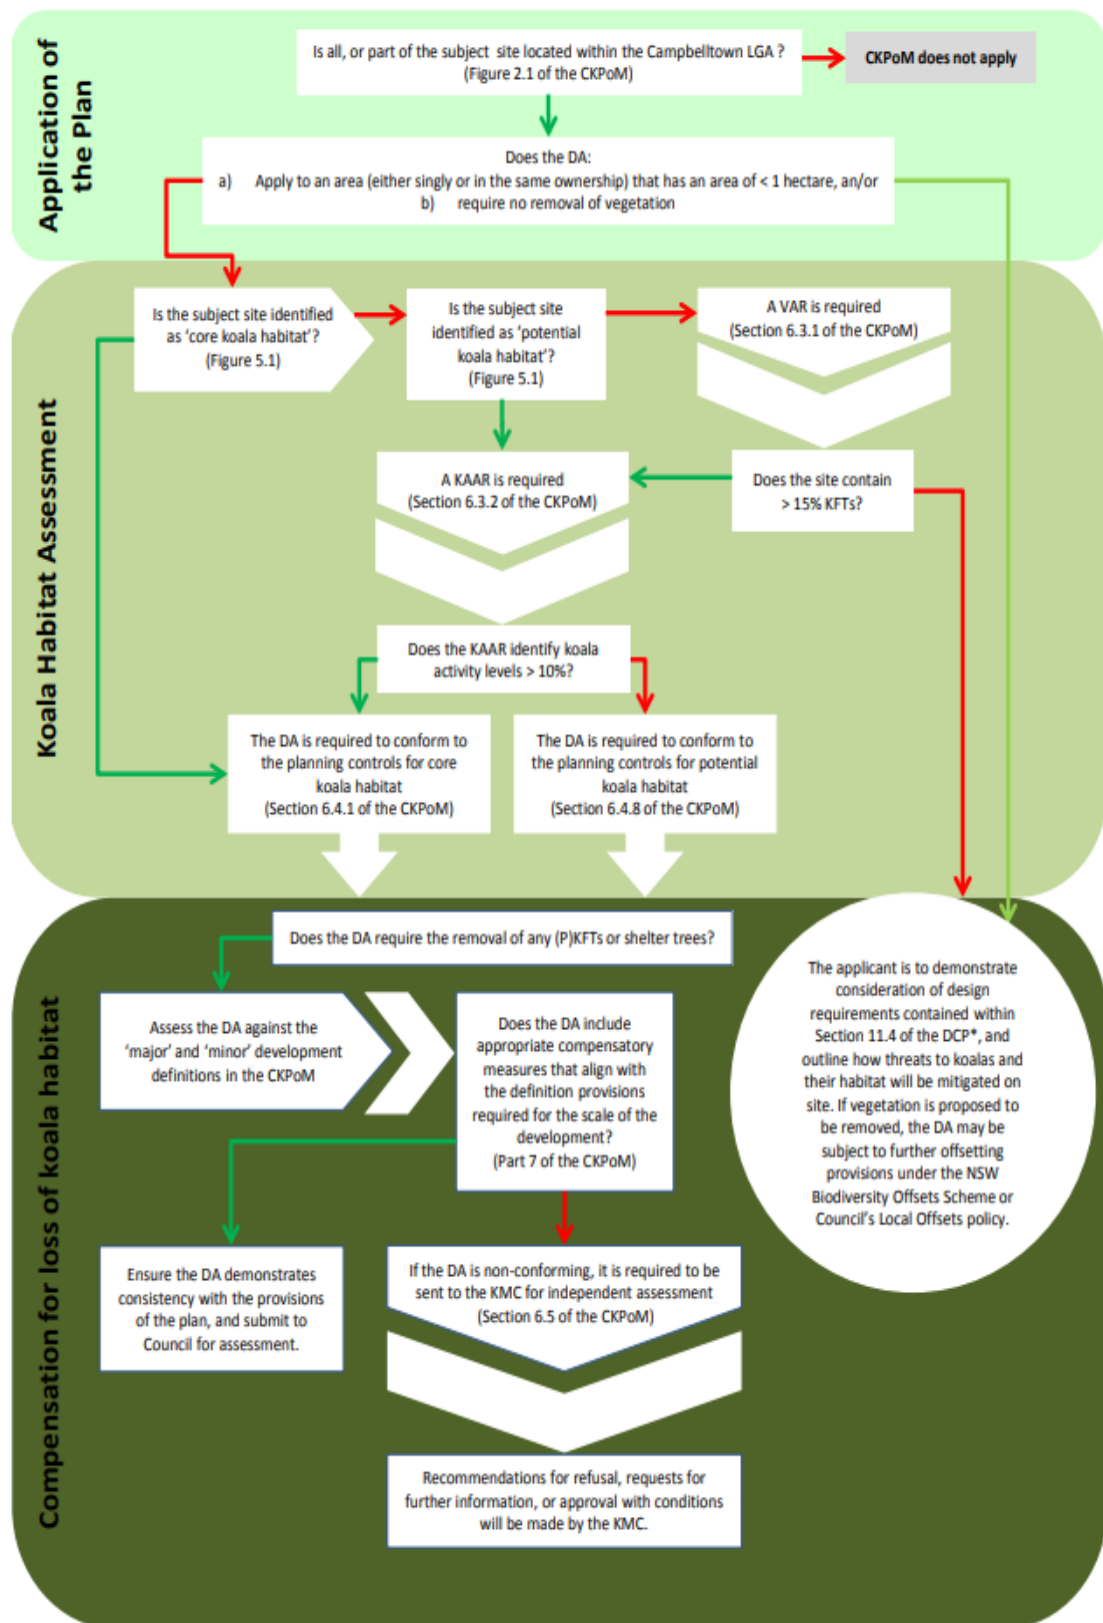 Application of
the Plan
Is all, or part of the subject site located within the Campbelltown LGA ?
(Figure 2.1 of the CKPoM)
CKPoM does not apply
Does the DA:
a) Apply to an area (either singly or in the same ownership) that has an area of < 1 hectare, an/or
b) require no removal of vegetation
Koala Habitat Assessment
Is the subject site identified
as ‘core koala habitat’?
(Figure 5.1)
Is the subject site
identified as ‘potential
koala habitat’?
(Figure 5.1)
A VAR is required
(Section 6.3.1 of the CKPoM)
A KAAR is required
(Section 6.3.2 of the CKPoM)
Does the site contain
> 15% KFTs?
Does the KAAR identify koala
activity levels > 10%?
The DA is required to conform to
the planning controls for core
koala habitat
(Section 6.4.1 of the CKPoM)
The DA is required to conform to
the planning controls for potential
koala habitat
(Section 6.4.8 of the CKPoM)
Compensation for loss of koala habitat
Does the DA require the removal of any (P)KFTs or shelter trees?
Assess the DA against the
‘major’ and ‘minor’ development
definitions in the CKPoM
Does the DA include
appropriate compensatory
measures that align with
the definition provisions
required for the scale of the
development?
(Part 7 of the CKPoM)
The applicant is to demonstrate
consideration of design
requirements contained within
Section 11.4 of the DCP*, and
outline how threats to koalas and
their habitat will be mitigated on
site. If vegetation is proposed to
be removed, the DA may be
subject to further offsetting
provisions under the NSW
Biodiversity Offsets Scheme or
Council’s Local Offsets policy.
Ensure the DA demonstrates
consistency with the provisions
of the plan, and submit to
Council for assessment.
If the DA is non-conforming, it is required to be
sent to the KMC for independent assessment
(Section 6.5 of the CKPoM)
Recommendations for refusal, requests for
further information, or approval with conditions
will be made by the KMC.